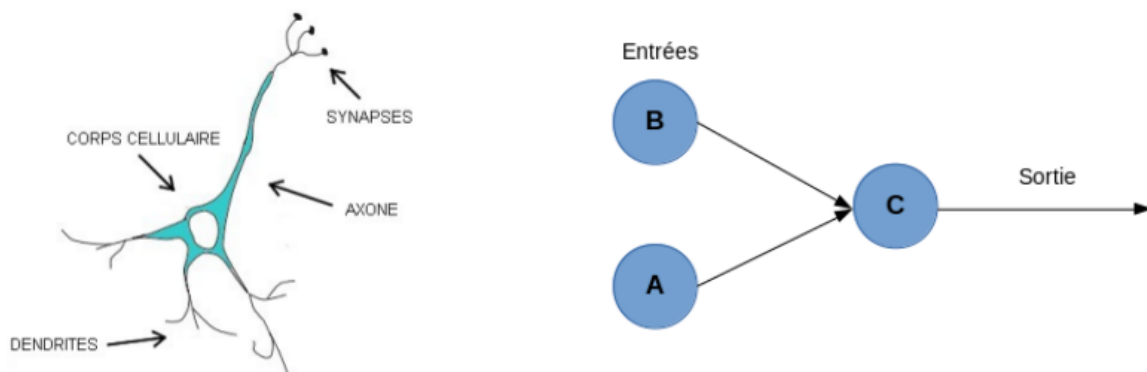 SYNAPSES
CORPS CELLULAIRE
AXONE
DENDRITES
Entrées
B
A
C
Sortie